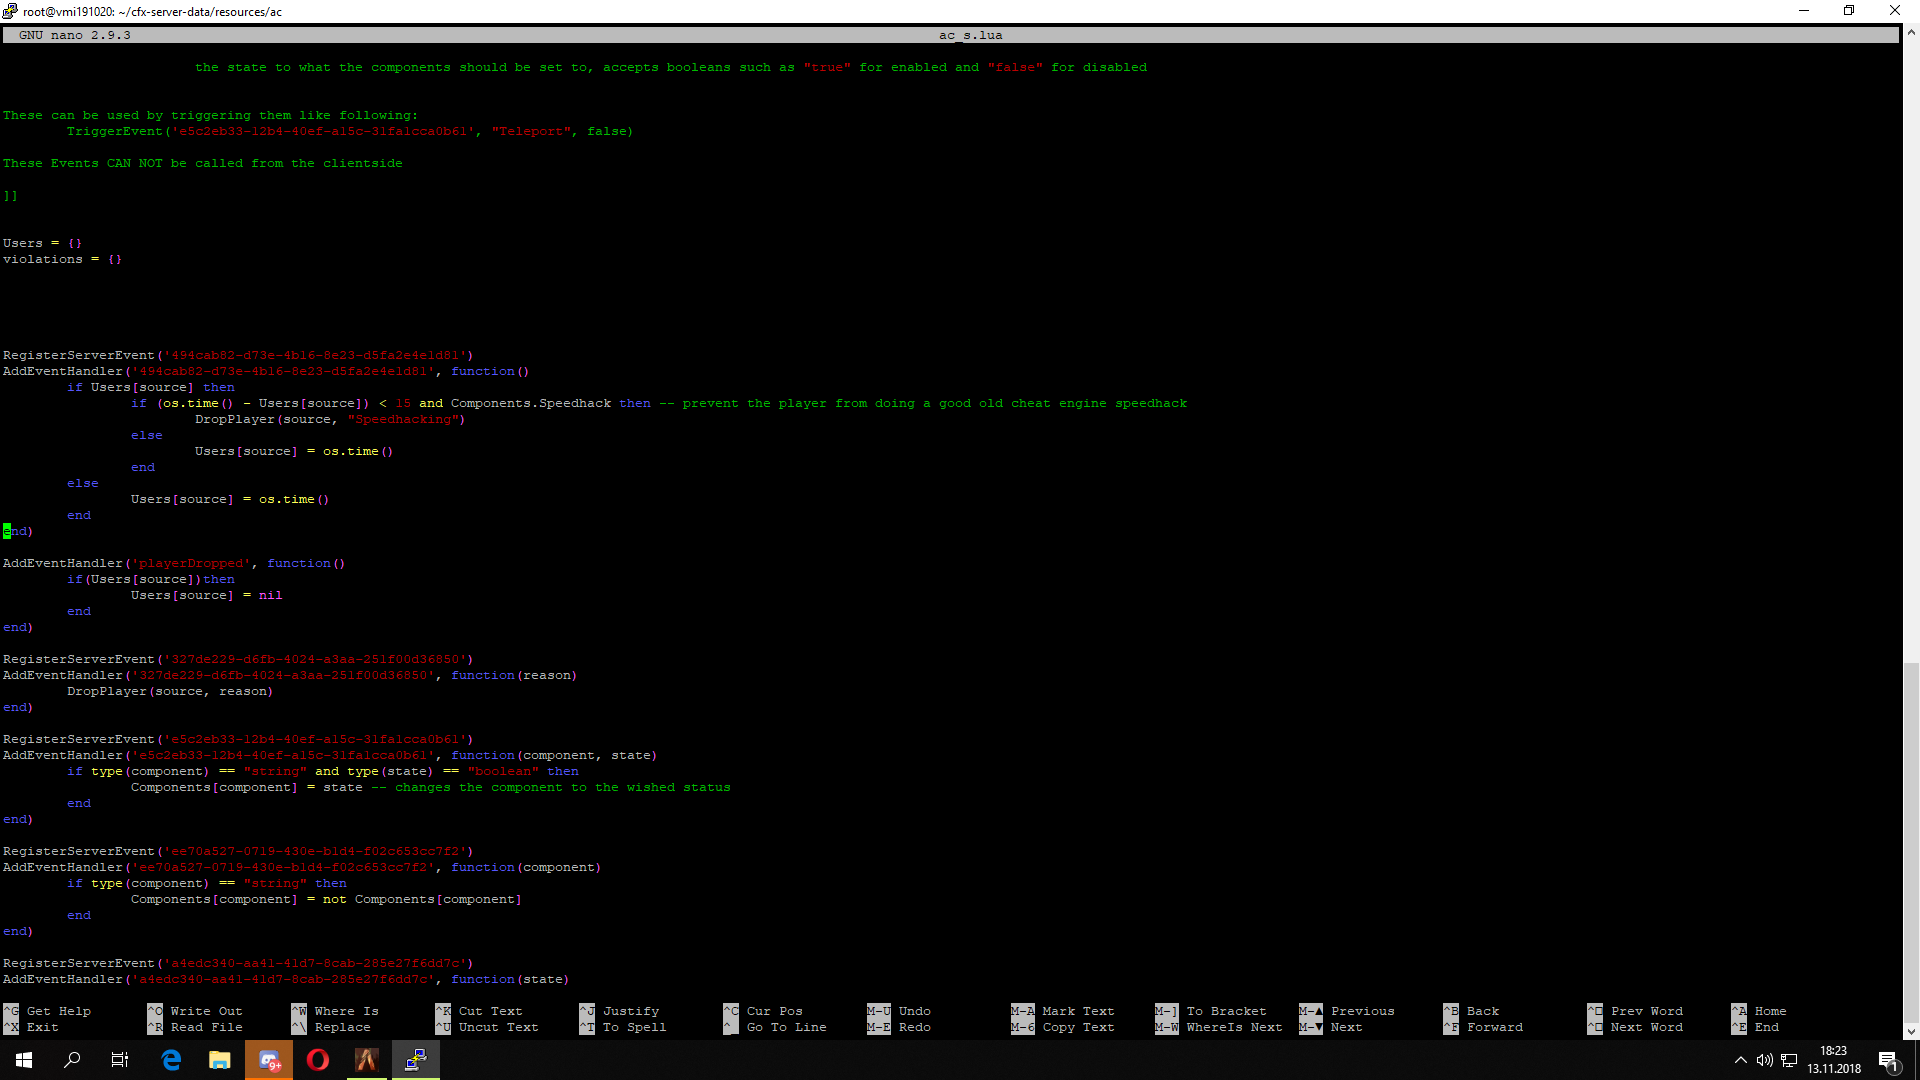 root@vmi191020: ~/cfx-server-data/resources/ac
GNU nano 2.9.3 ac_s.lua
the state to what the components should be set to, accepts booleans such as "true" for enabled and "false" for disabled
These can be used by triggering them like following:
TriggerEvent('e5c2eb33-12b4-40ef-a15c-31fa1cca0b61', "Teleport", false)
These Events CAN NOT be called from the clientside
]]
Users = {}
violations = {}
RegisterServerEvent('494cab82-d73e-4b16-8e23-d5fa2e4e1d81')
AddEventHandler('494cab82-d73e-4b16-8e23-d5fa2e4e1d81', function()
if Users[source] then
if (os.time() - Users[source]) < 15 and Components.Speedhack then -- prevent the player from doing a good old cheat engine speedhack
DropPlayer(source, "Speedhacking")
else
Users[source] = os.time()
end
else
Users[source] = os.time()
end
end)
AddEventHandler('playerDropped', function()
if(Users[source])then
Users[source] = nil
end
end)
RegisterServerEvent('327de229-d6fb-4024-a3aa-251f00d36850')
AddEventHandler('327de229-d6fb-4024-a3aa-251f00d36850', function(reason)
DropPlayer(source, reason)
end)
RegisterServerEvent('e5c2eb33-12b4-40ef-a15c-31fa1cca0b61')
AddEventHandler('e5c2eb33-12b4-40ef-a15c-31fa1cca0b61', function(component, state)
if type(component) == "string" and type(state) == "boolean" then
Components[component] = state -- changes the component to the wished status
end
end)
RegisterServerEvent('ee70a527-0719-430e-b1d4-f02c653cc7f2')
AddEventHandler('ee70a527-0719-430e-b1d4-f02c653cc7f2', function(component)
if type(component) == "string" then
Components[component] = not Components[component]
end
end)
RegisterServerEvent('a4edc340-aa41-41d7-8cab-285e27f6dd7c')
AddEventHandler('a4edc340-aa41-41d7-8cab-285e27f6dd7c', function(state)
^G Get Help ^O Write Out ^W Where Is ^K Cut Text ^J Justify ^C Cur Pos M-U Undo M-A Mark Text M-] To Bracket M-▲ Previous ^B Back ^□ Prev Word ^A Home
^X Exit ^R Read File ^\ Replace ^U Uncut Text ^T To Spell ^_ Go To Line M-E Redo M-6 Copy Text M-W WhereIs Next M-▼ Next ^F Forward ^□ Next Word ^E End
9+
18:23
13.11.2018
1